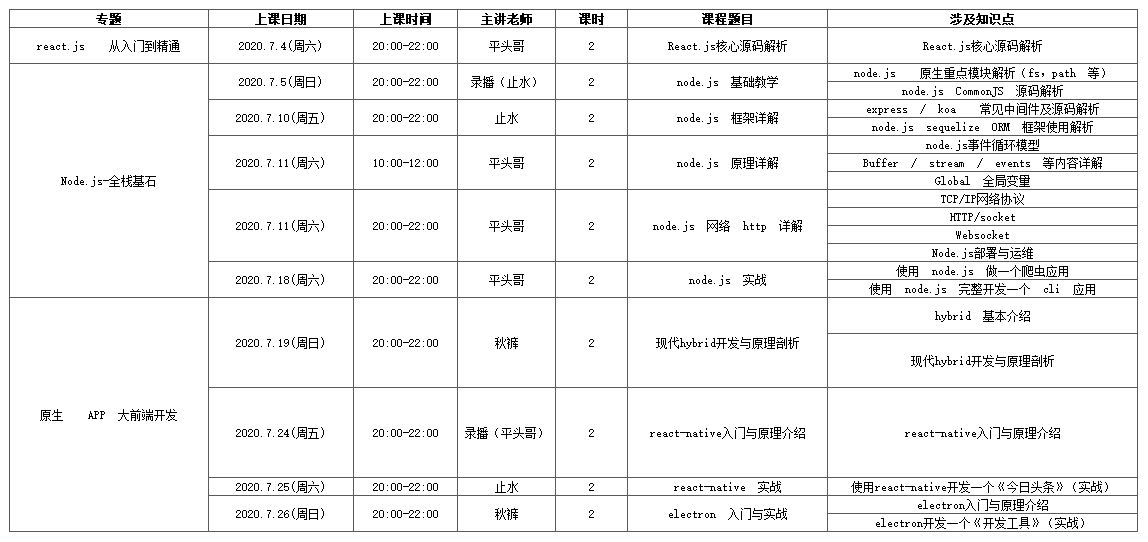 专题 上课日期 上课时间 主讲老师 课时 课程题目 涉及知识点
react.js 从入门到精通 2020.7.4(周六) 20:00-22:00 平头哥 2 React.js核心源码解析 React.js核心源码解析
Node.js-全栈基石
2020.7.5(周日) 20:00-22:00 录播（止水） 2 node.js 基础教学
node.js 原生重点模块解析（fs，path 等）
node.js CommonJS 源码解析
2020.7.10(周五) 20:00-22:00 止水 2 node.js 框架详解
express / koa 常见中间件及源码解析
node.js sequelize ORM 框架使用解析
2020.7.11(周六) 10:00-12:00 平头哥 2 node.js 原理详解
node.js事件循环模型
Buffer / stream / events 等内容详解
Global 全局变量
2020.7.11(周六) 20:00-22:00 平头哥 2 node.js 网络 http 详解
TCP/IP网络协议
HTTP/socket
Websocket
Node.js部署与运维
2020.7.18(周六) 20:00-22:00 平头哥 2 node.js 实战
使用 node.js 做一个爬虫应用
使用 node.js 完整开发一个 cli 应用
原生 APP 大前端开发
2020.7.19(周日) 20:00-22:00 秋裤 2 现代hybrid开发与原理剖析
hybrid 基本介绍
现代hybrid开发与原理剖析
2020.7.24(周五) 20:00-22:00 录播（平头哥） 2 react-native入门与原理介绍 react-native入门与原理介绍
2020.7.25(周六) 20:00-22:00 止水 2 react-native 实战 使用react-native开发一个《今日头条》（实战）
2020.7.26(周日) 20:00-22:00 秋裤 2 electron 入门与实战
electron入门与原理介绍
electron开发一个《开发工具》（实战）